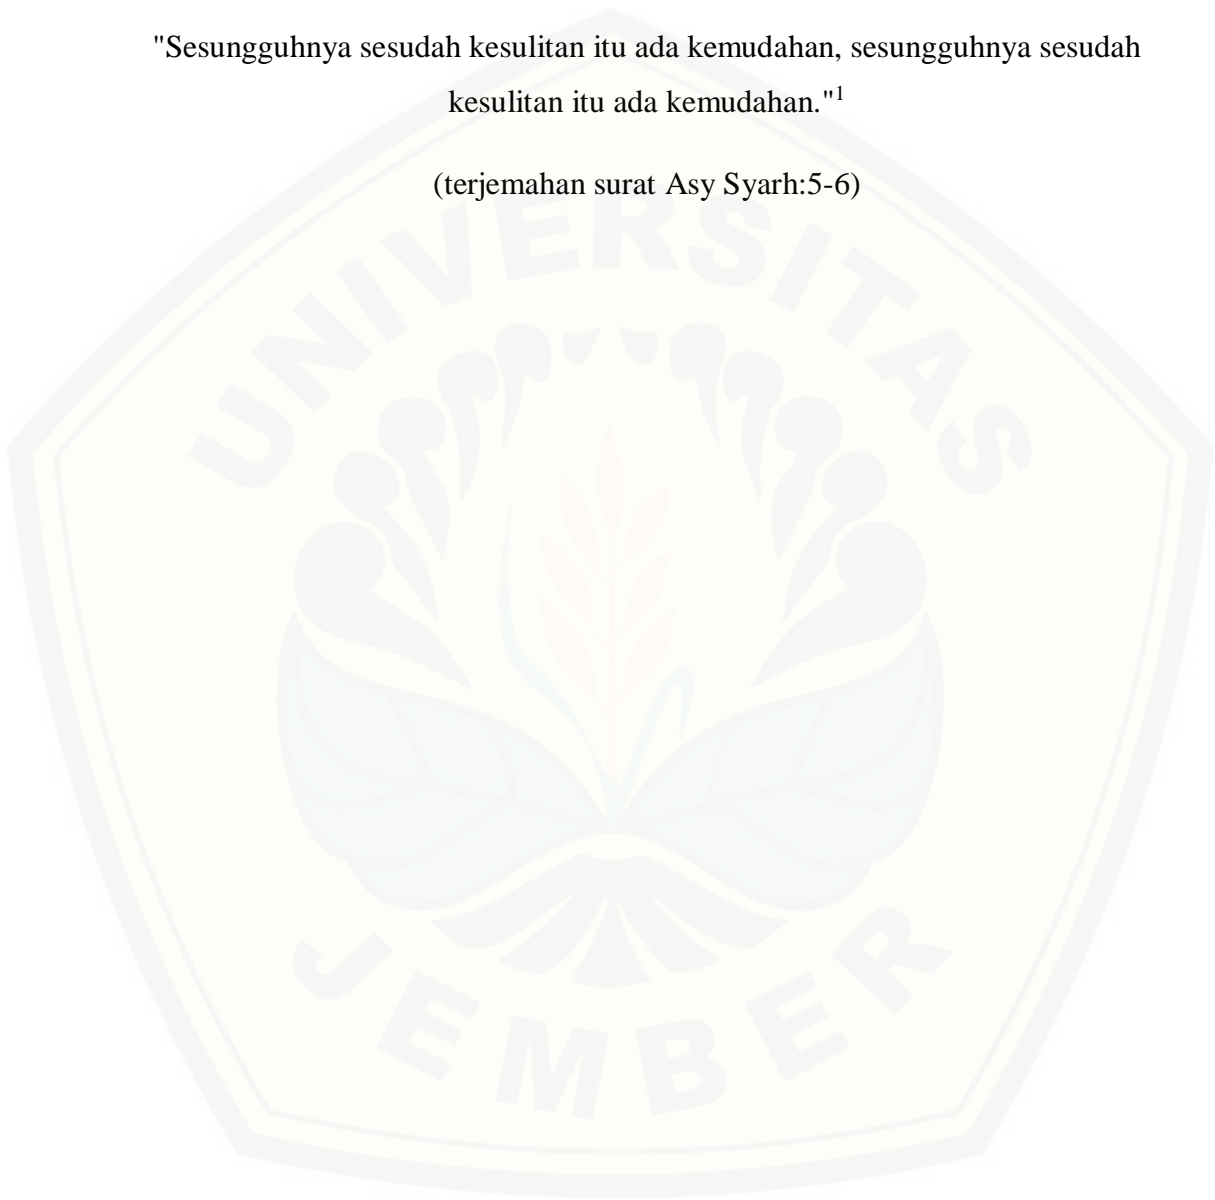 "Sesungguhnya sesudah kesulitan itu ada kemudahan, sesungguhnya sesudah
kesulitan itu ada kemudahan."¹
(terjemahan surat Asy Syarh:5-6)
UNIVERSITAS
JEMBER